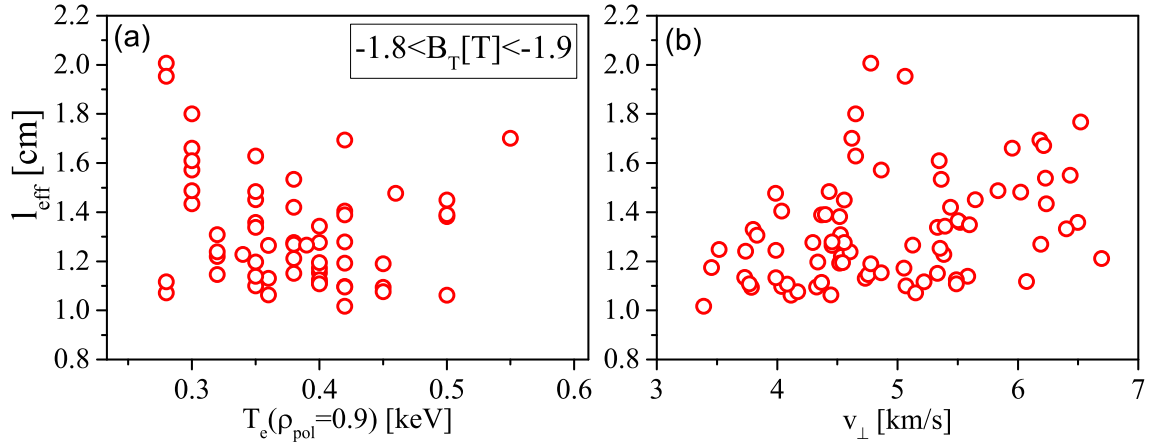 (a)
-1.8<B_T[T]<-1.9
l_eff [cm]
2.2
2.0
1.8
1.6
1.4
1.2
1.0
0.8
0.3 0.4 0.5 0.6
T_e(ρ_pol=0.9) [keV]
(b)
2.2
2.0
1.8
1.6
1.4
1.2
1.0
0.8
3 4 5 6 7
v_⊥ [km/s]